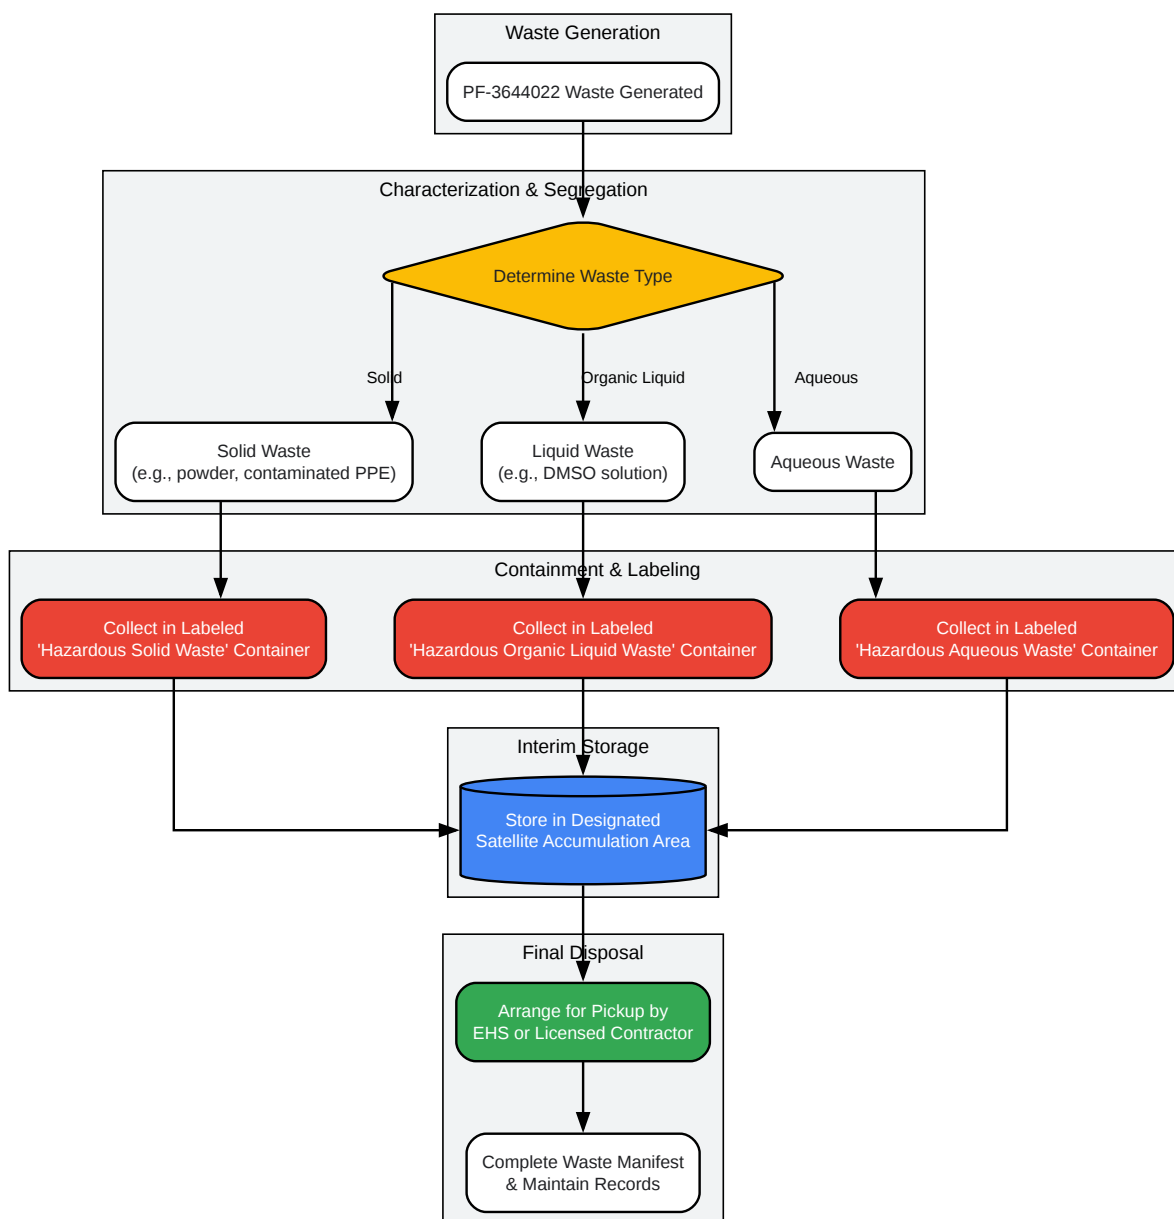 Waste Generation
PF-3644022 Waste Generated
Characterization & Segregation
Determine Waste Type
Solid
Organic Liquid
Aqueous
Solid Waste
(e.g., powder, contaminated PPE)
Liquid Waste
(e.g., DMSO solution)
Aqueous Waste
Containment & Labeling
Collect in Labeled
'Hazardous Solid Waste' Container
Collect in Labeled
'Hazardous Organic Liquid Waste' Container
Collect in Labeled
'Hazardous Aqueous Waste' Container
Interim Storage
Store in Designated
Satellite Accumulation Area
Final Disposal
Arrange for Pickup by
EHS or Licensed Contractor
Complete Waste Manifest
& Maintain Records